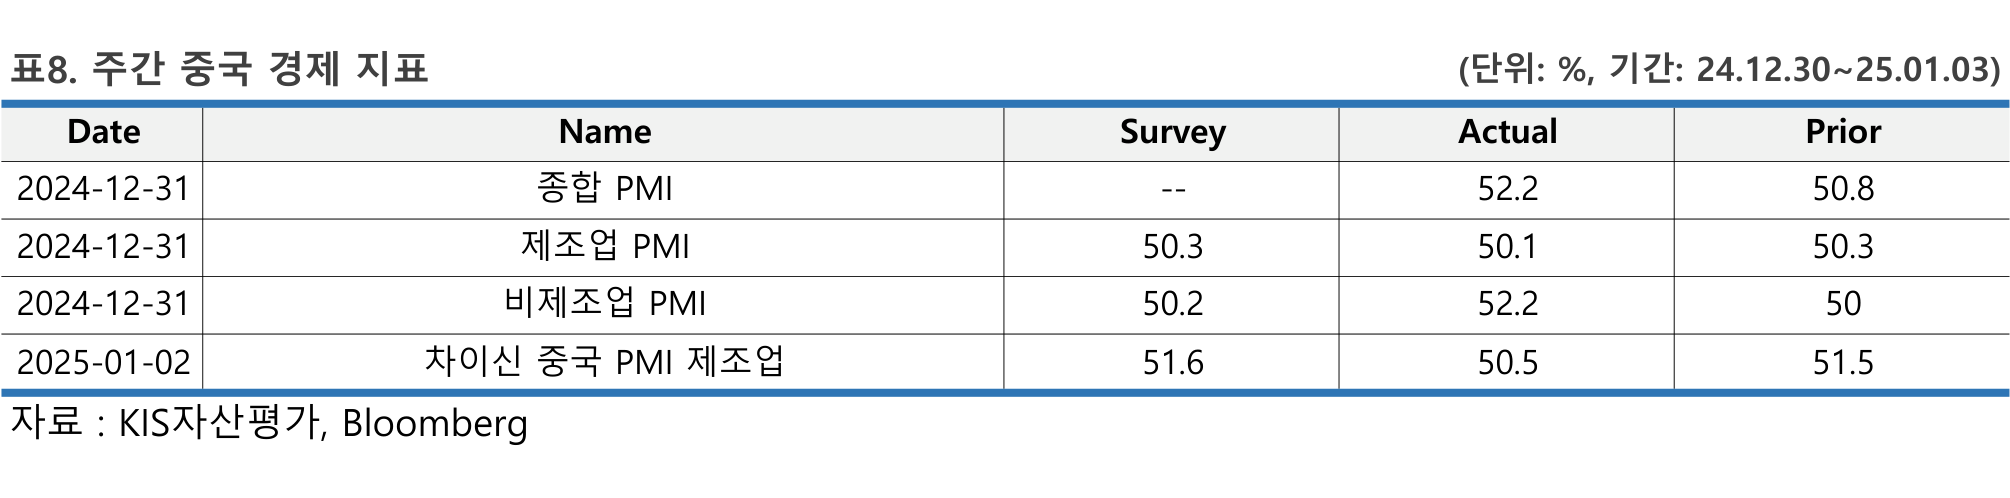 표8. 주간 중국 경제 지표 (단위: %, 기간: 24.12.30~25.01.03)
Date Name Survey Actual Prior
2024-12-31 종합 PMI -- 52.2 50.8
2024-12-31 제조업 PMI 50.3 50.1 50.3
2024-12-31 비제조업 PMI 50.2 52.2 50
2025-01-02 차이신 중국 PMI 제조업 51.6 50.5 51.5
자료 : KIS자산평가, Bloomberg